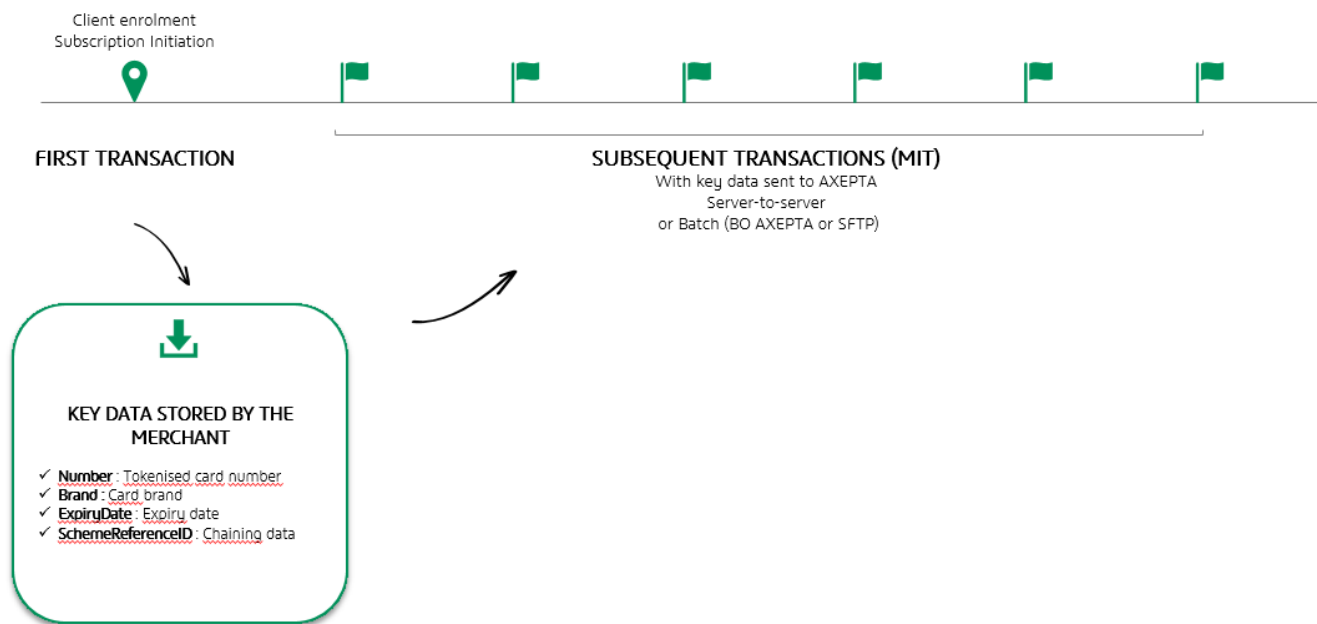 Client enrolment
Subscription Initiation
FIRST TRANSACTION
SUBSEQUENT TRANSACTIONS (MIT)
With key data sent to AXEPTA
Server-to-server
or Batch (BO AXEPTA or SFTP)
KEY DATA STORED BY THE
MERCHANT
✓ Number : Tokenised card number
✓ Brand : Card brand
✓ ExpiryDate : Expiry date
✓ SchemeReferenceID : Chaining data